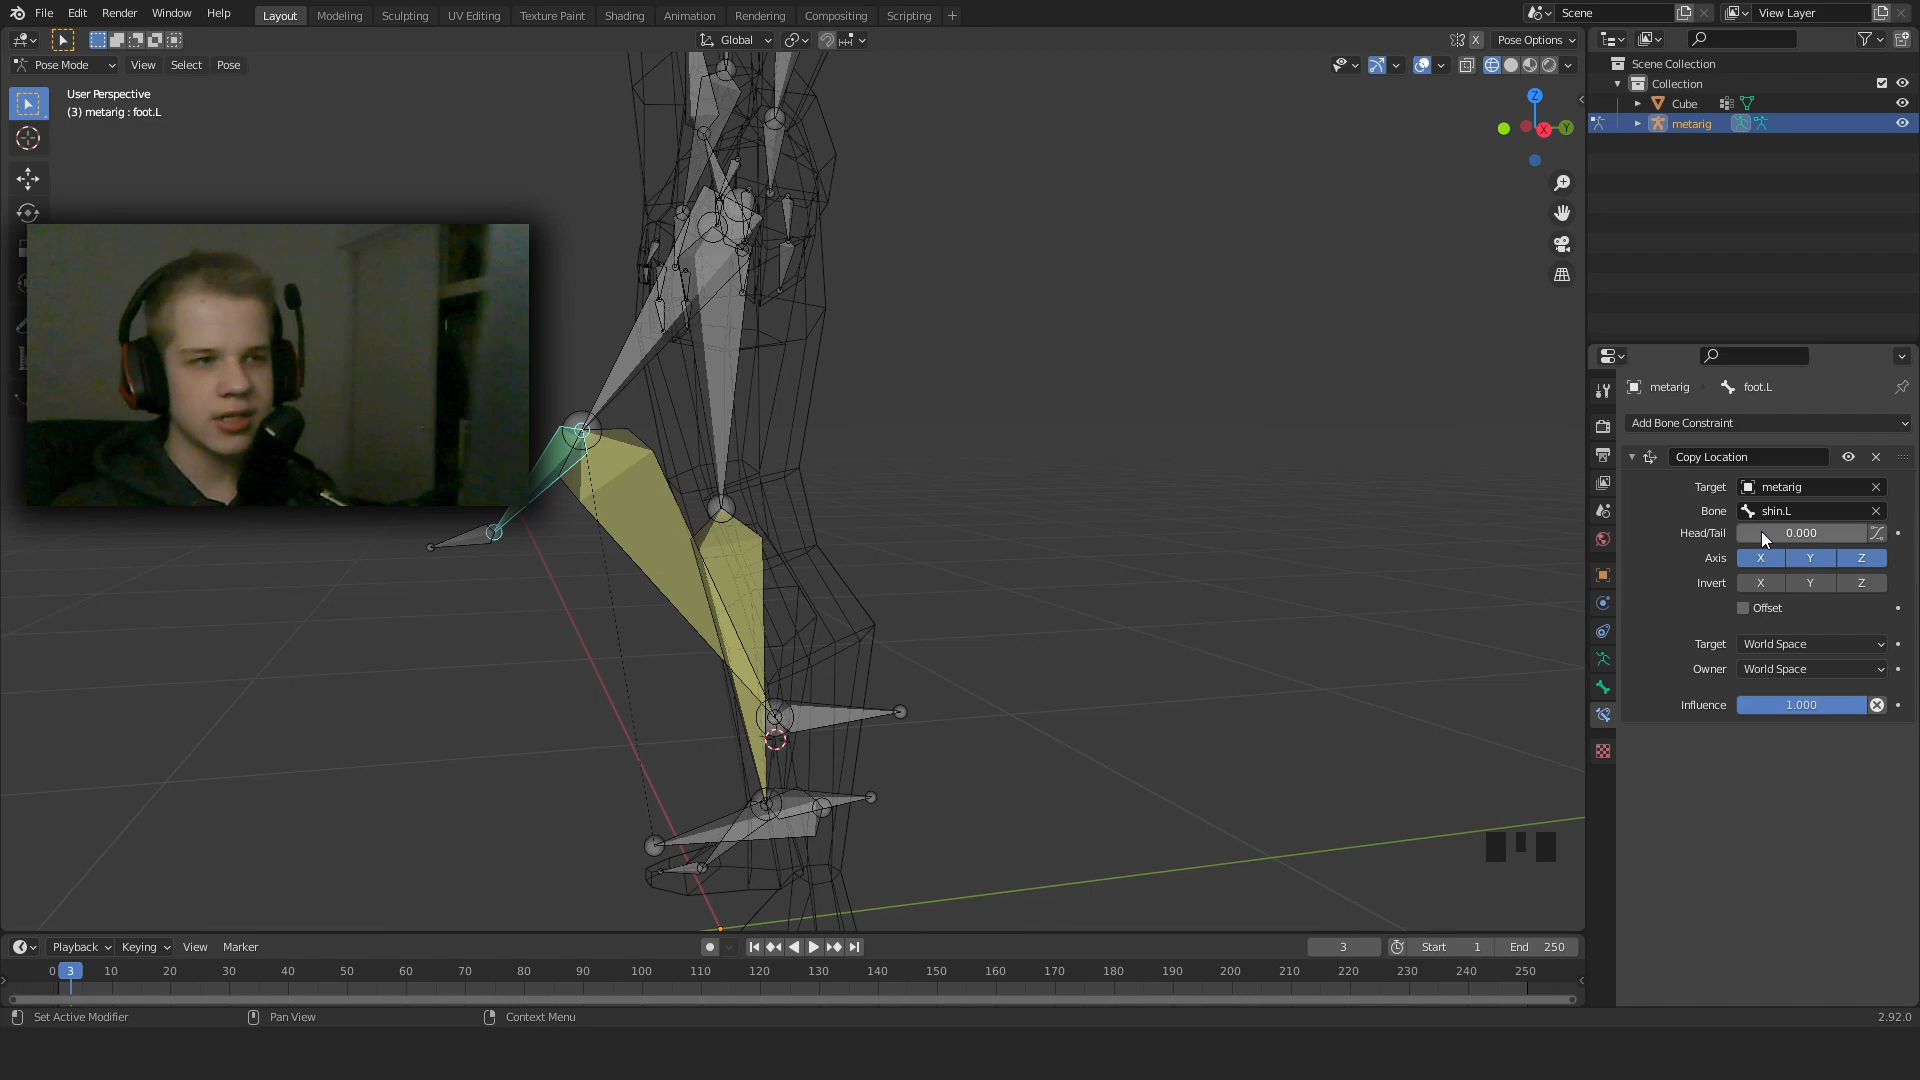 File Edit Render Window Help Layout Modeling Sculpting UV Editing Texture Paint Shading Animation Rendering Compositing Scripting + Scene View Layer
Global X Pose Options
Pose Mode View Select Pose
User Perspective
(3) metarig : foot.L
Z
X
Y
Scene Collection
Collection
Cube
metarig
metarig foot.L
Add Bone Constraint
Copy Location
Target metarig
Bone shin.L
Head/Tail 0.000
Axis X Y Z
Invert X Y Z
Offset
Target World Space
Owner World Space
Influence 1.000
Playback Keying View Marker 3 Start 1 End 250
0 3 10 20 30 40 50 60 70 80 90 100 110 120 130 140 150 160 170 180 190 200 210 220 230 240 250
Set Active Modifier Pan View Context Menu 2.92.0